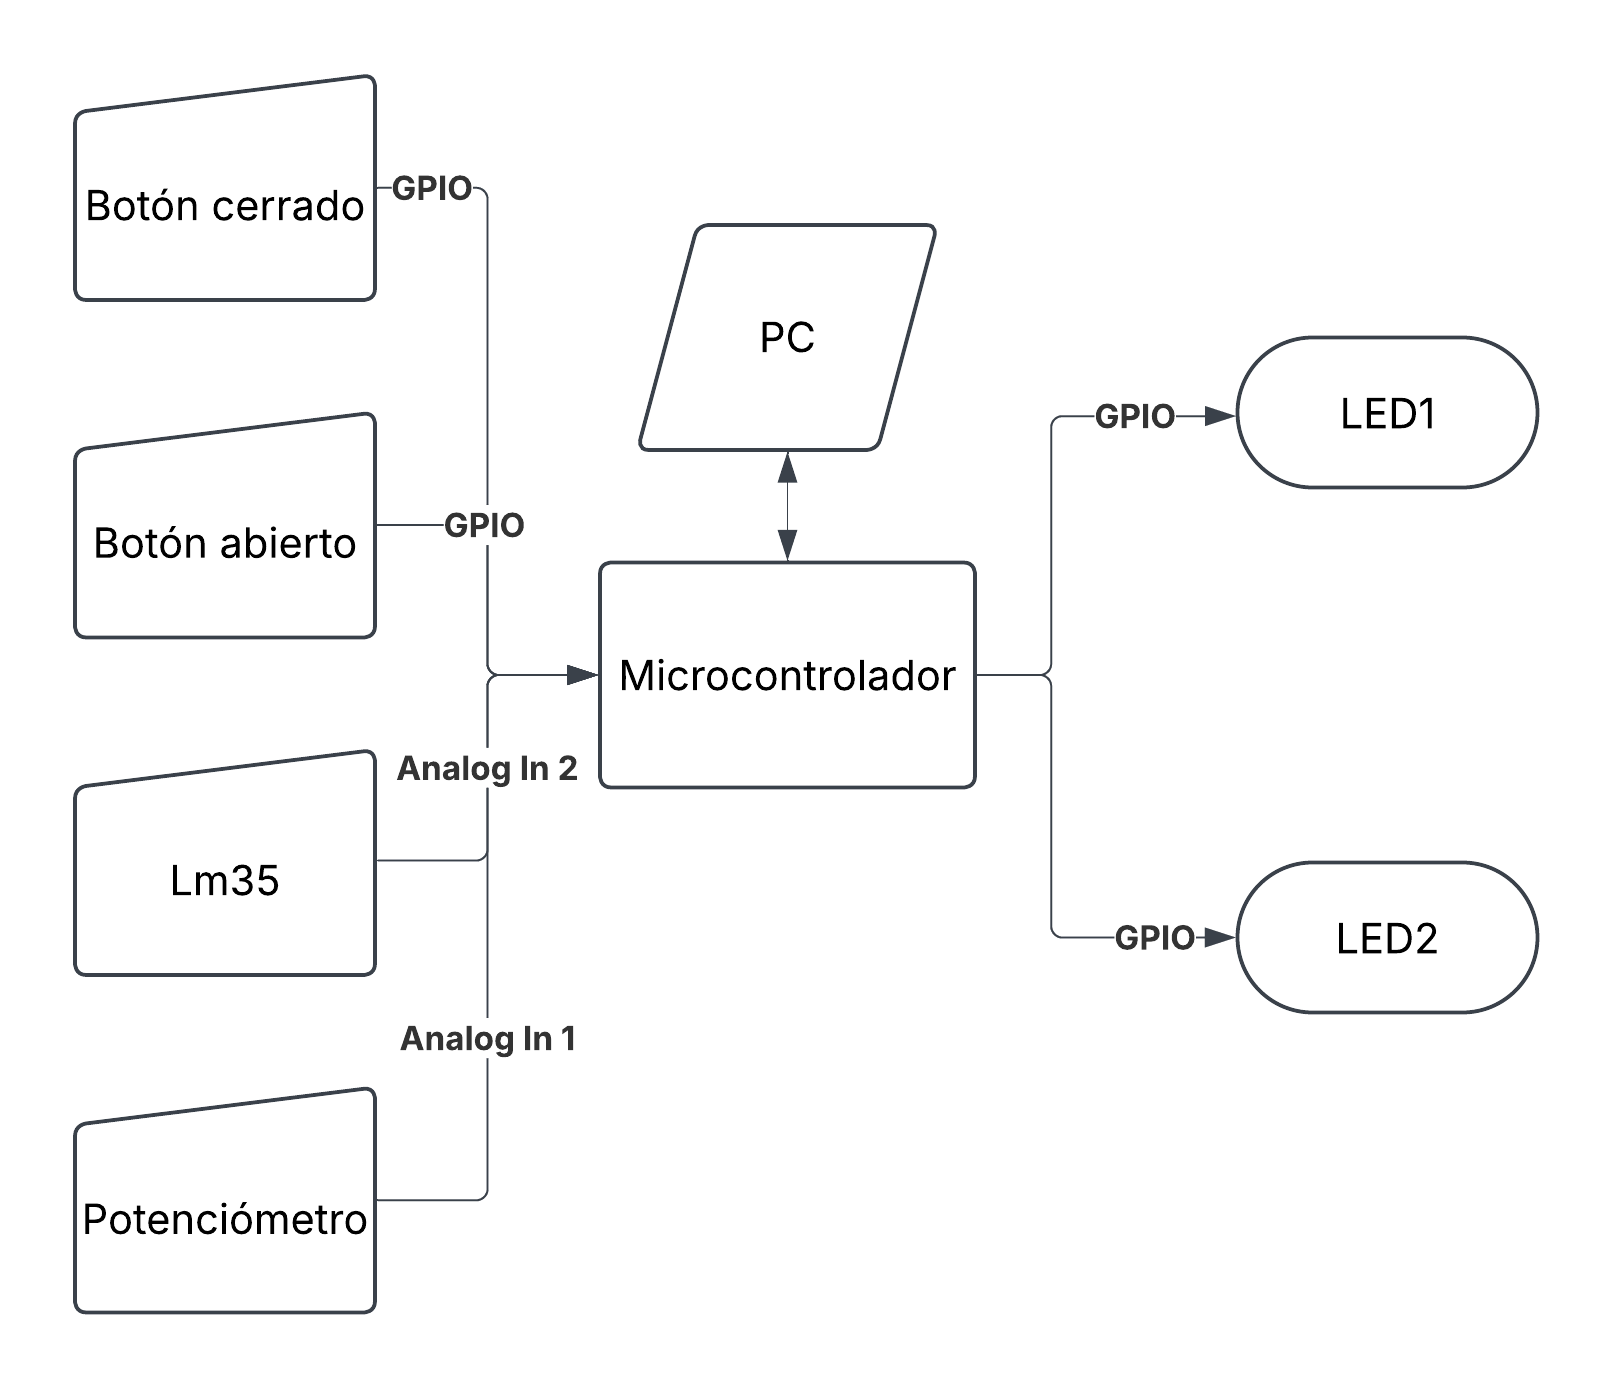 Botón cerrado
GPIO
PC
LED1
GPIO
Botón abierto
GPIO
Microcontrolador
Analog In 2
Lm35
LED2
GPIO
Analog In 1
Potenciómetro